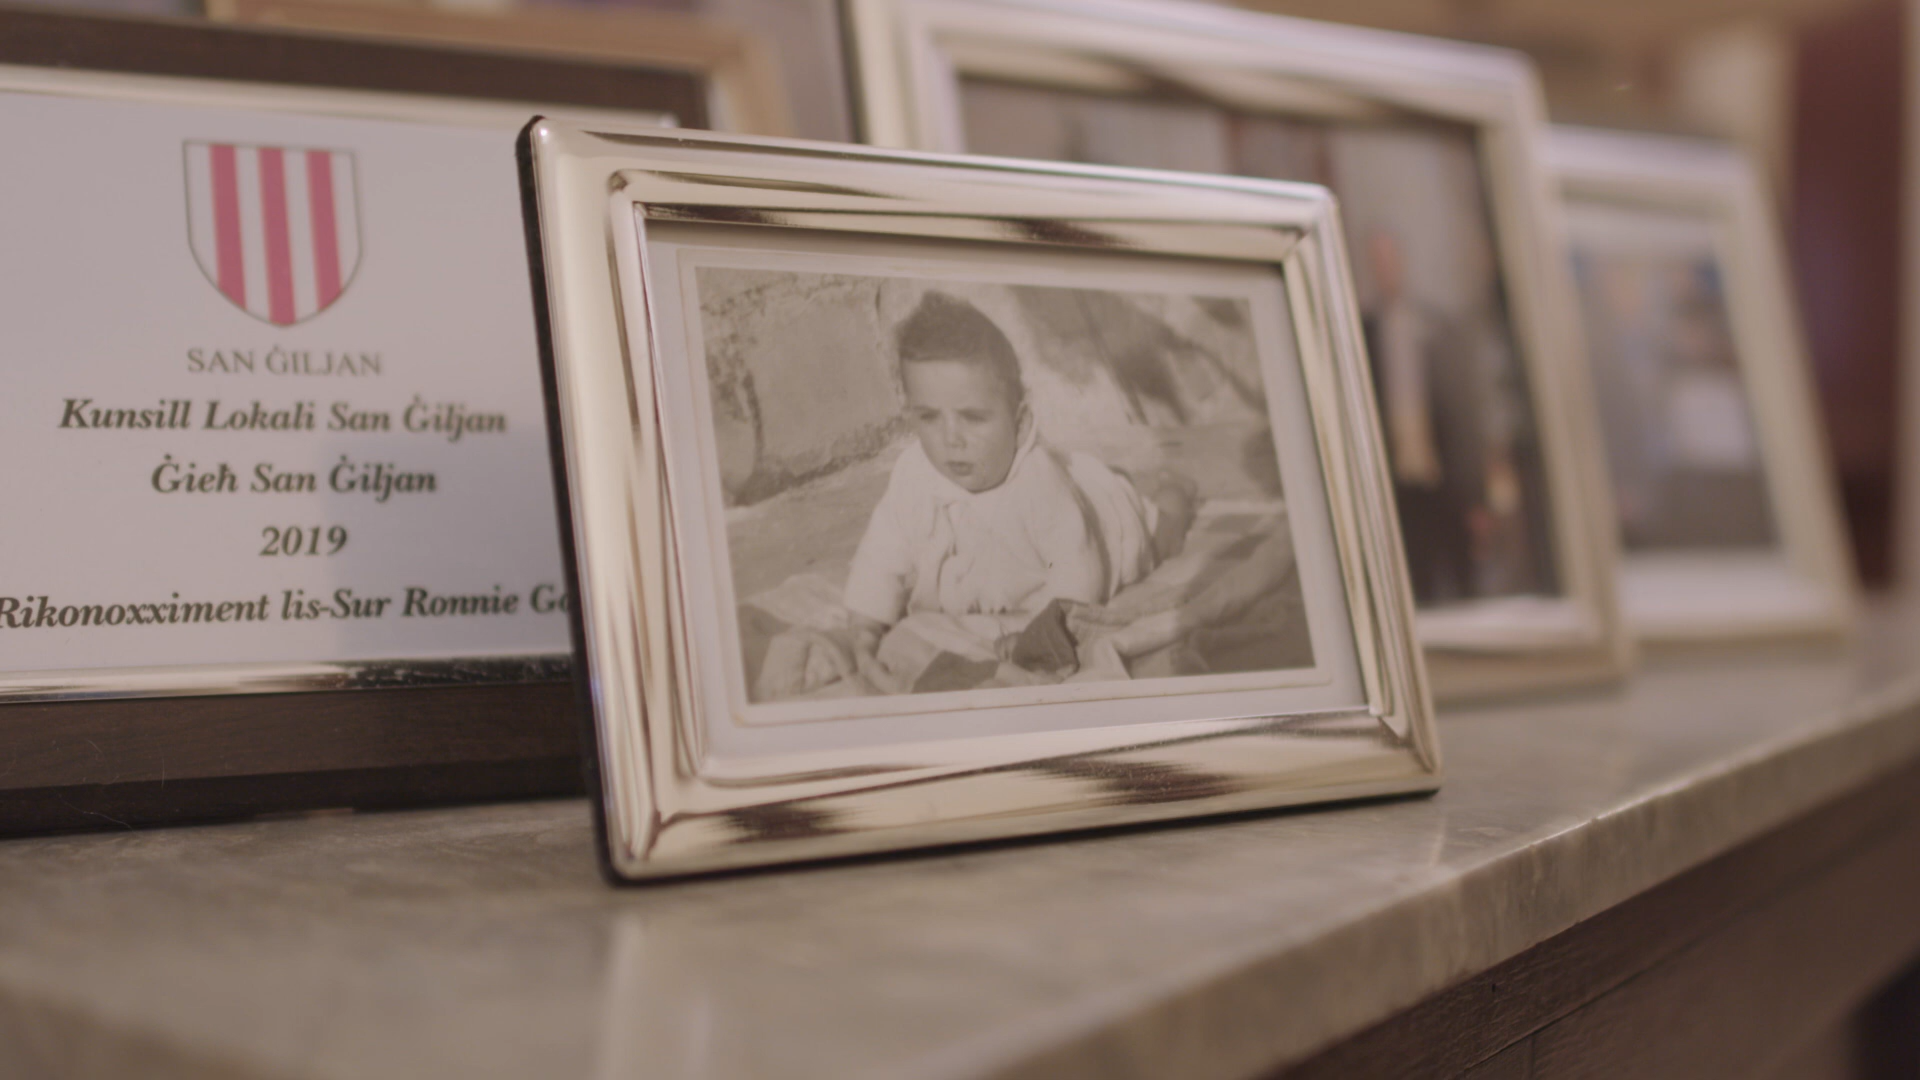 SAN ĠILJAN
Kunsill Lokali San Ġiljan
Ġieħ San Ġiljan
2019
Rikonoxximent lis-Sur Ronnie